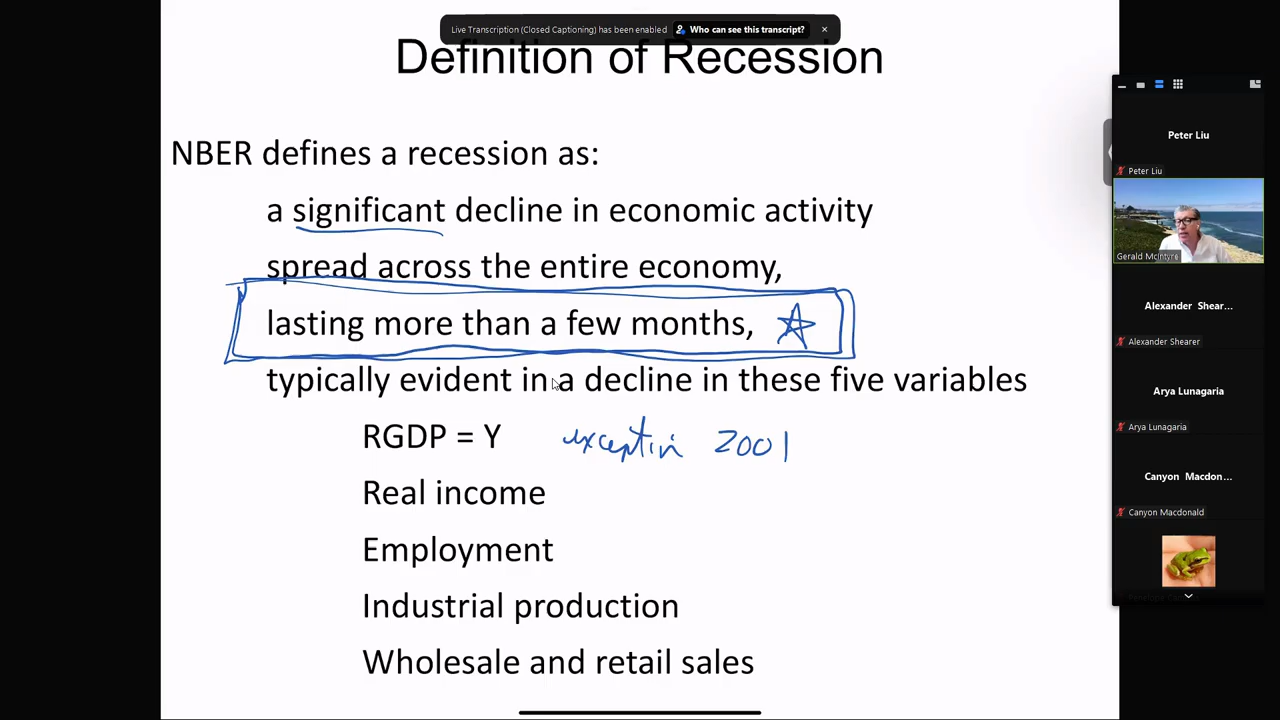 Live Transcription (Closed Captioning) has been enabled Who can see this transcript? ×
Definition of Recession
NBER defines a recession as:
a significant decline in economic activity
spread across the entire economy,
lasting more than a few months,
typically evident in a decline in these five variables
RGDP = Y except in 2001
Real income
Employment
Industrial production
Wholesale and retail sales
Peter Liu
Peter Liu
Gerald McIntyre
Alexander Shear...
Alexander Shearer
Arya Lunagaria
Arya Lunagaria
Canyon Macdon...
Canyon Macdonald